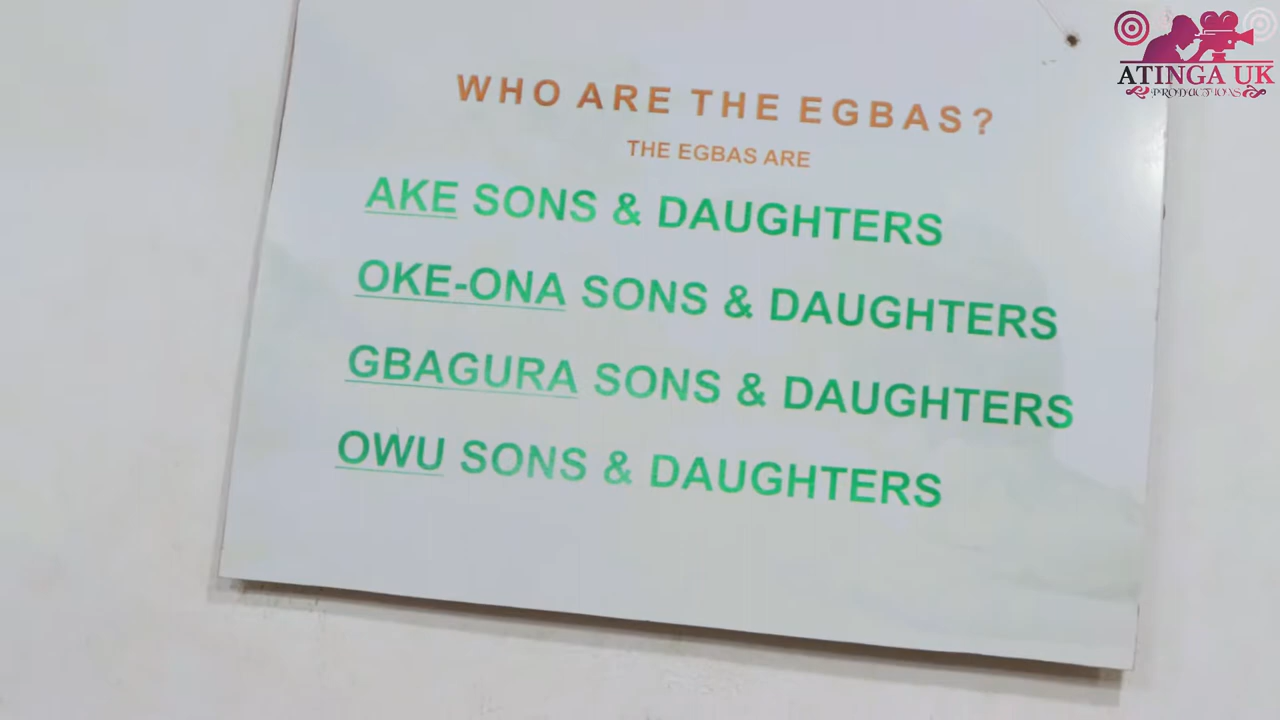 WHO ARE THE EGBAS?
THE EGBAS ARE
AKE SONS & DAUGHTERS
OKE-ONA SONS & DAUGHTERS
GBAGURA SONS & DAUGHTERS
OWU SONS & DAUGHTERS
ATINGA UK
PRODUCTIONS